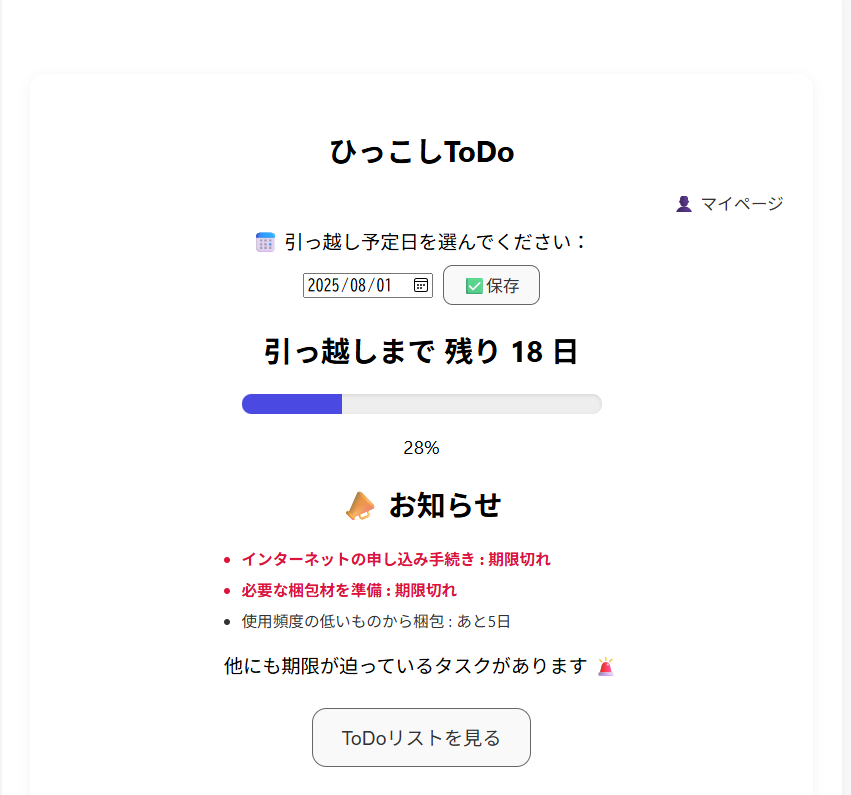 ひっこしToDo
👤 マイページ
📅 引っ越し予定日を選んでください：
2025/08/01 ✅保存
引っ越しまで 残り 18 日
28%
📣 お知らせ
• インターネットの申し込み手続き : 期限切れ
• 必要な梱包材を準備 : 期限切れ
• 使用頻度の低いものから梱包 : あと5日
他にも期限が迫っているタスクがあります 🚨
ToDoリストを見る